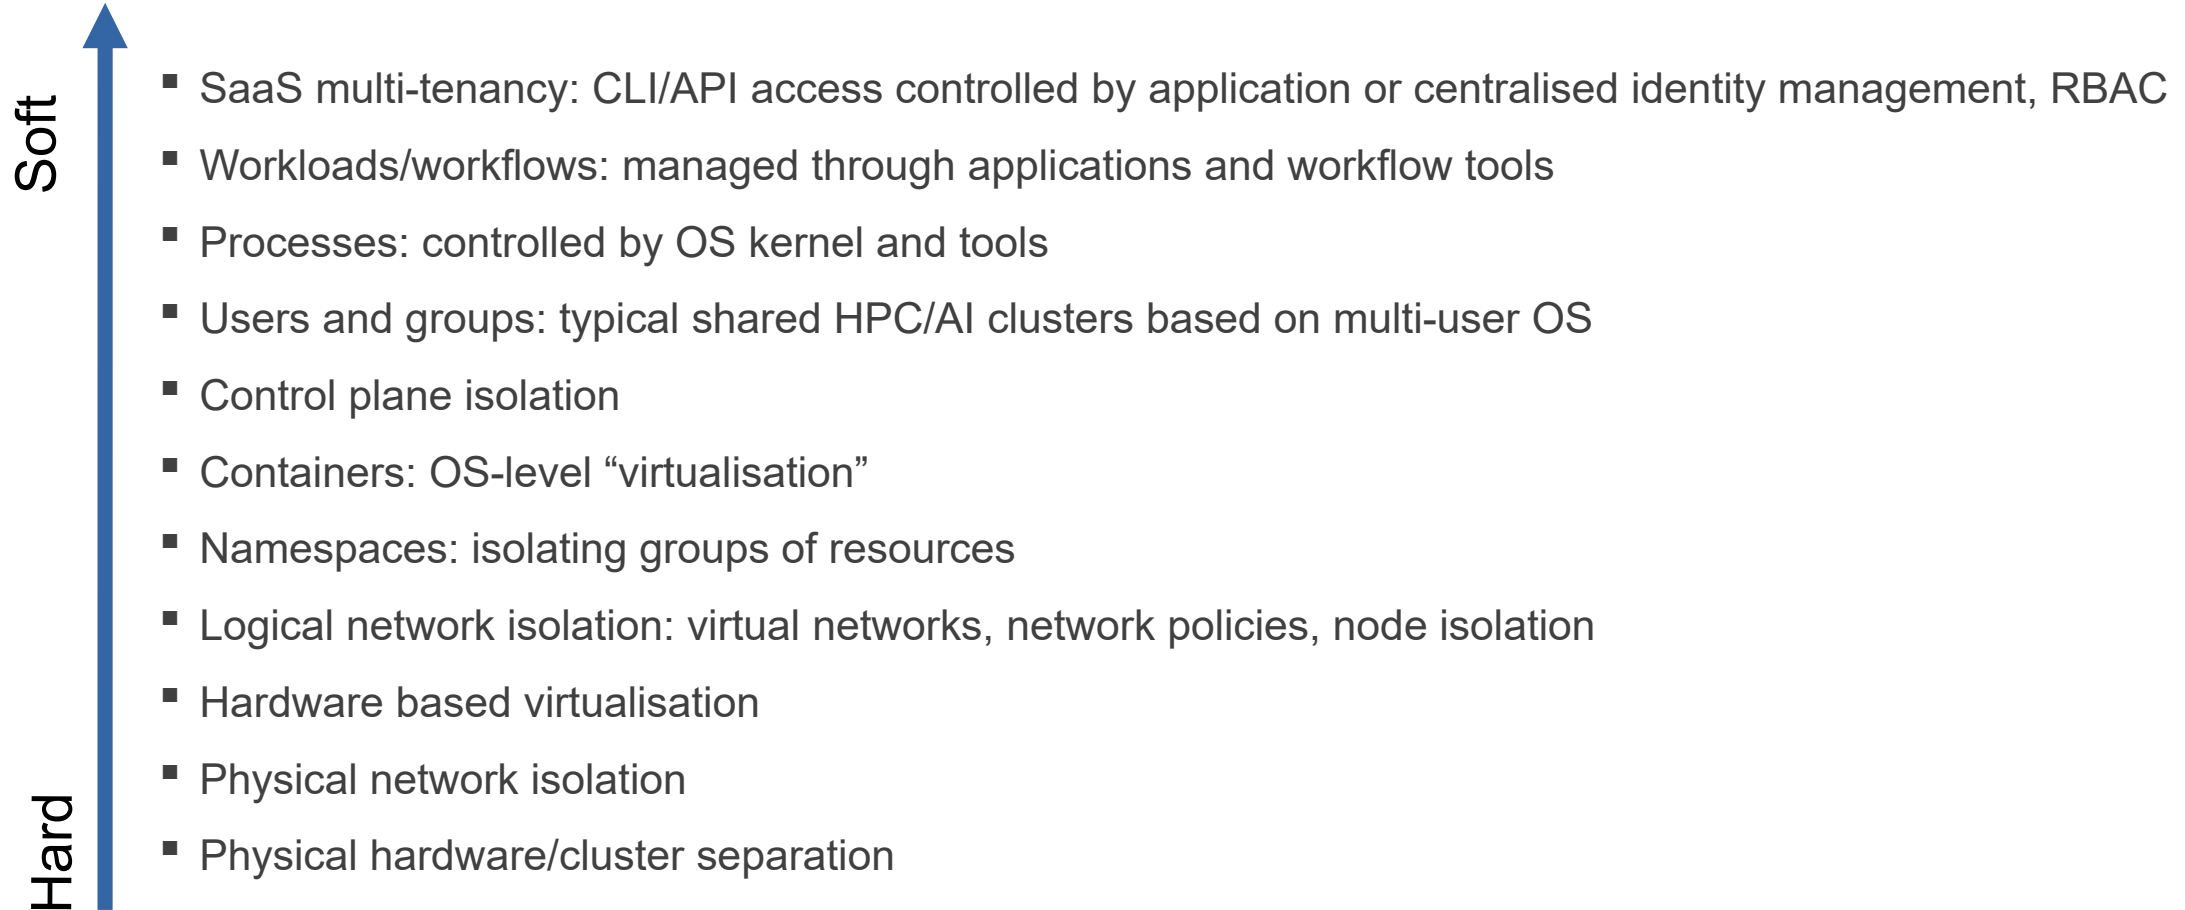 Soft
▪ SaaS multi-tenancy: CLI/API access controlled by application or centralised identity management, RBAC
▪ Workloads/workflows: managed through applications and workflow tools
▪ Processes: controlled by OS kernel and tools
▪ Users and groups: typical shared HPC/AI clusters based on multi-user OS
▪ Control plane isolation
▪ Containers: OS-level “virtualisation”
▪ Namespaces: isolating groups of resources
▪ Logical network isolation: virtual networks, network policies, node isolation
▪ Hardware based virtualisation
▪ Physical network isolation
▪ Physical hardware/cluster separation
Hard